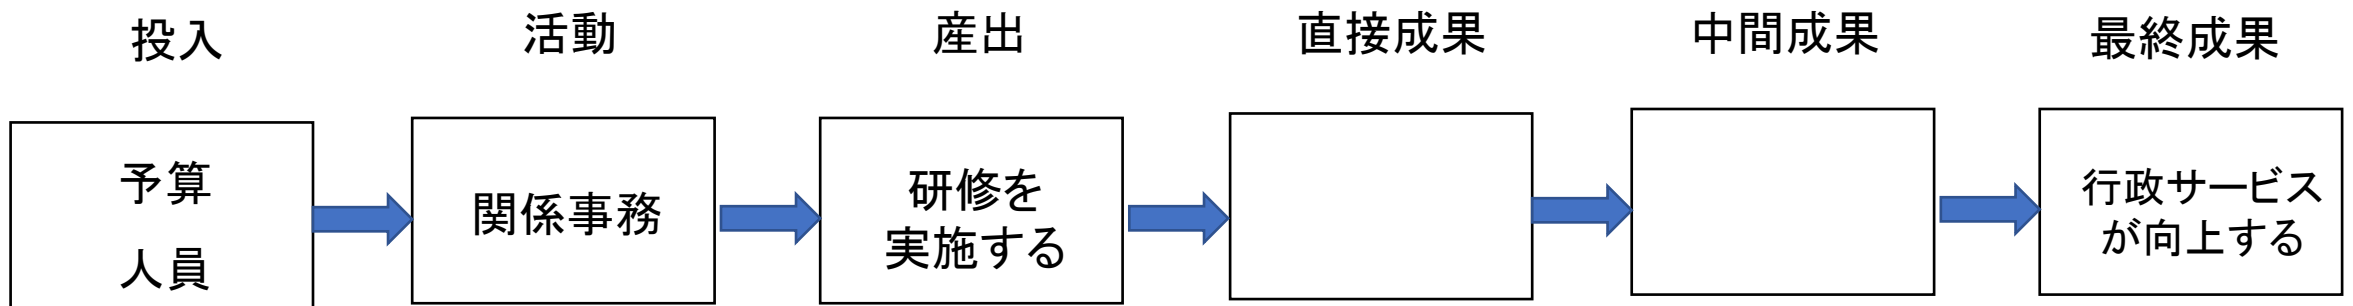 投入
活動
産出
直接成果
中間成果
最終成果
予算
人員
関係事務
研修を
実施する
行政サービス
が向上する